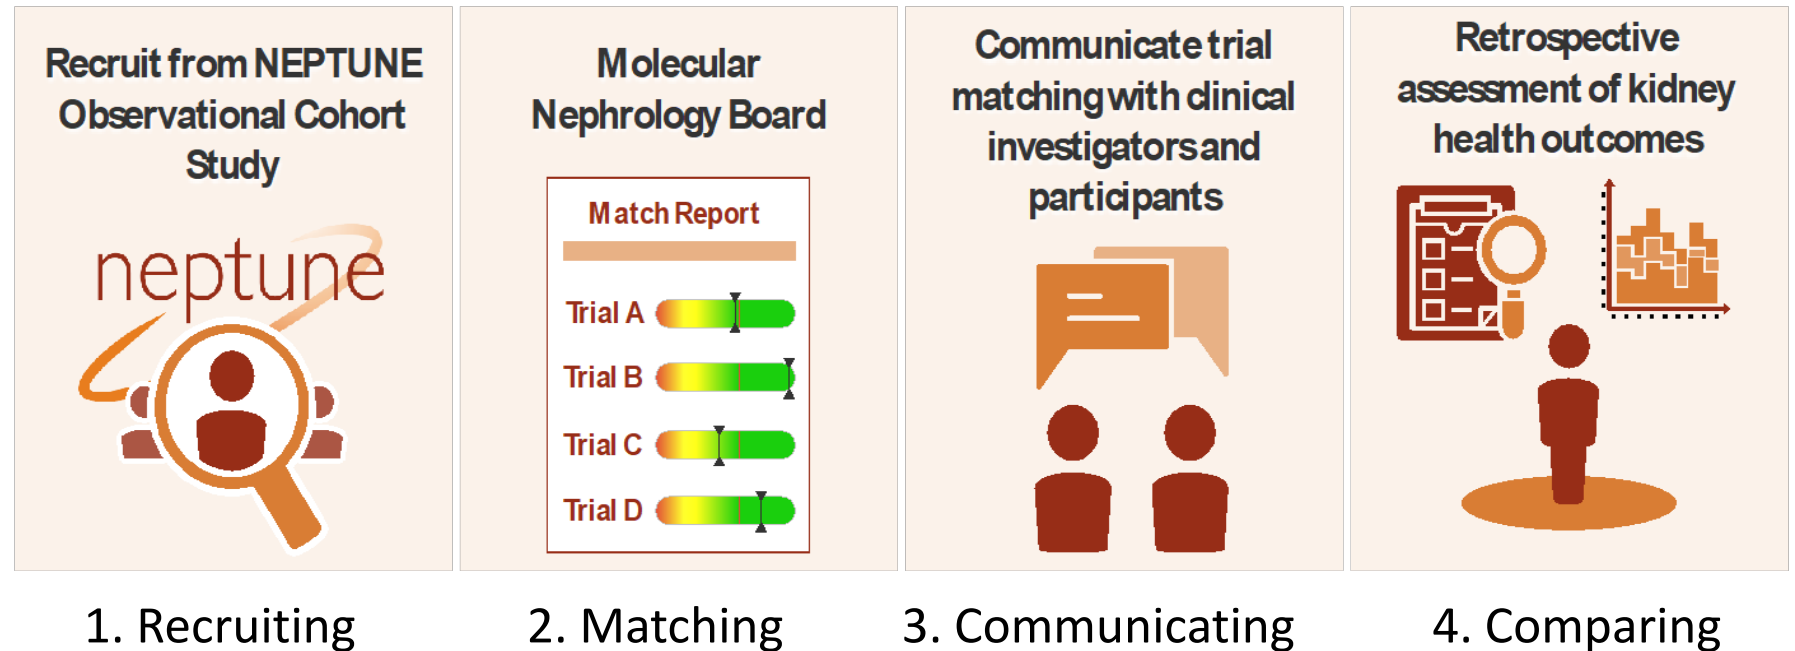 Recruit from NEPTUNE
Observational Cohort
Study
neptune
1. Recruiting
Molecular
Nephrology Board
Match Report
Trial A
Trial B
Trial C
Trial D
2. Matching
Communicate trial
matching with clinical
investigators and
participants
3. Communicating
Retrospective
assessment of kidney
health outcomes
4. Comparing